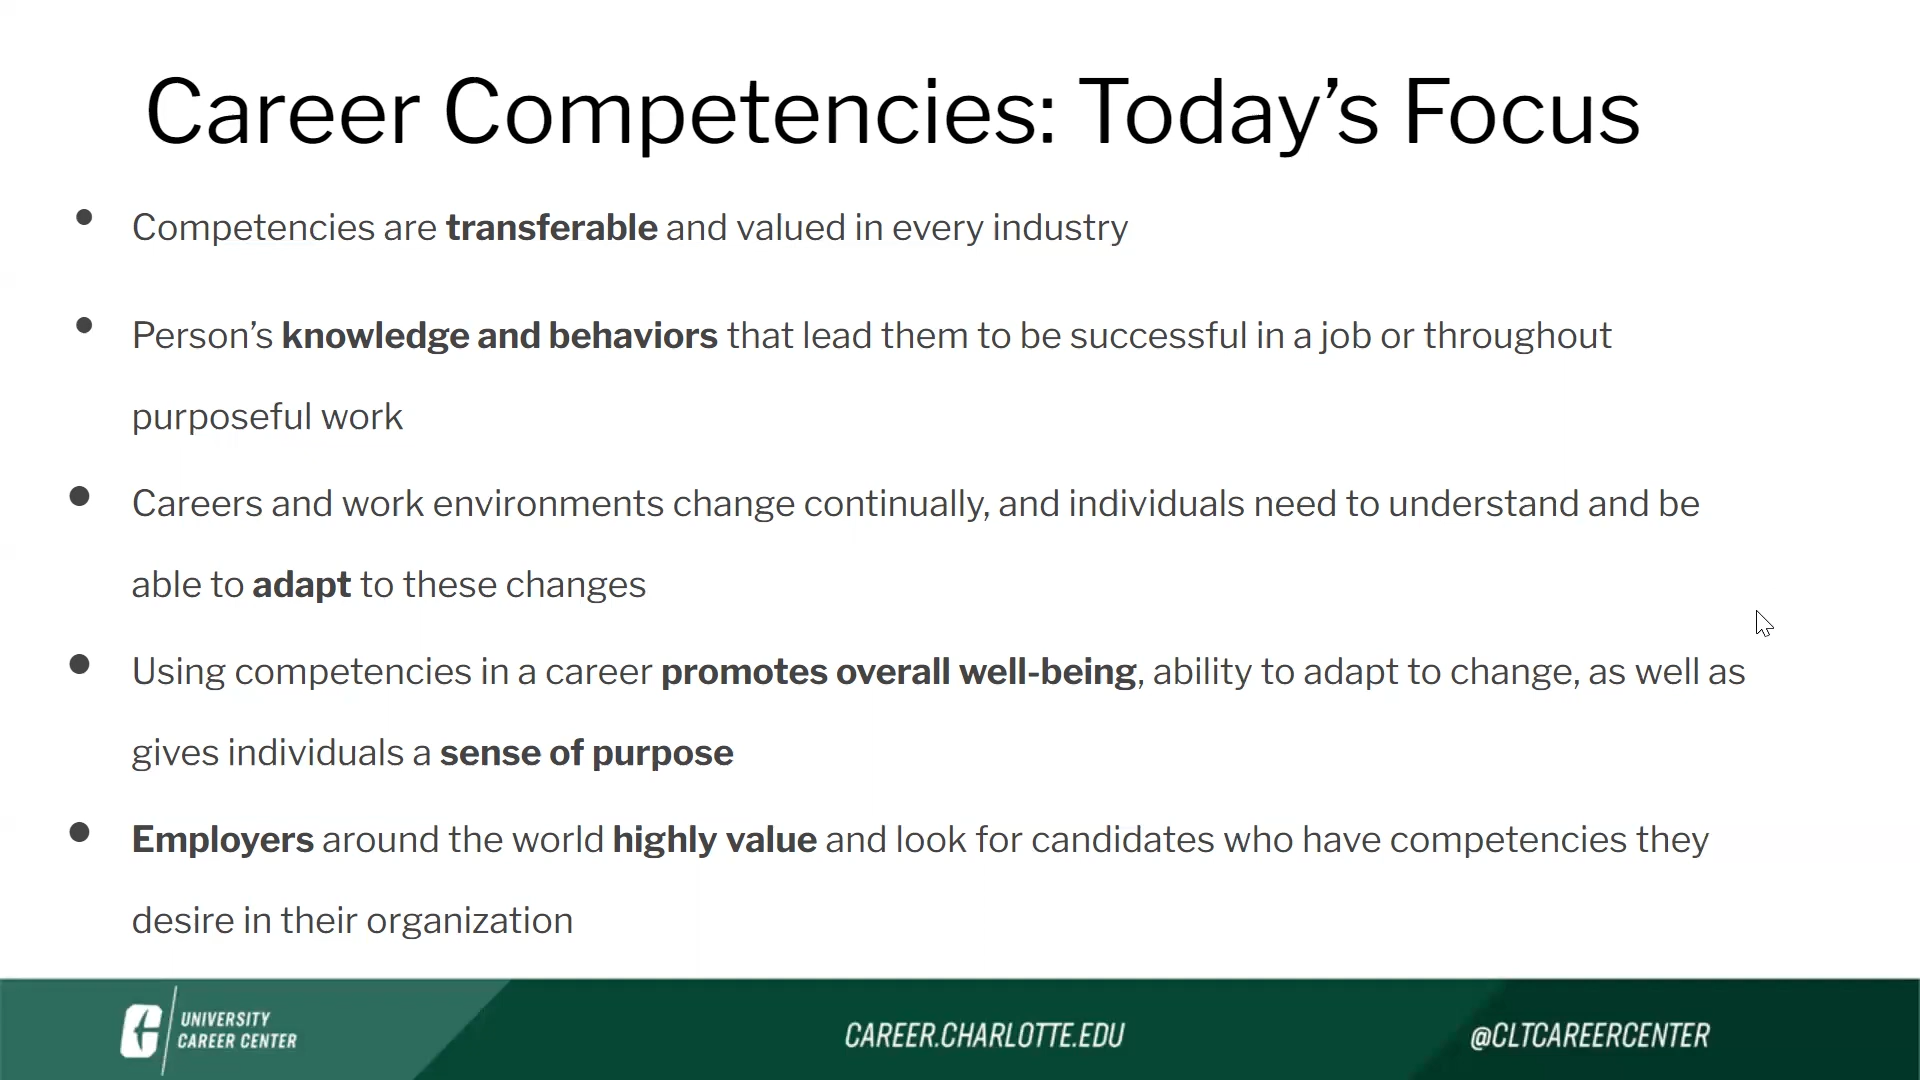 Career Competencies: Today’s Focus
• Competencies are transferable and valued in every industry
• Person’s knowledge and behaviors that lead them to be successful in a job or throughout
purposeful work
• Careers and work environments change continually, and individuals need to understand and be
able to adapt to these changes
• Using competencies in a career promotes overall well-being, ability to adapt to change, as well as
gives individuals a sense of purpose
• Employers around the world highly value and look for candidates who have competencies they
desire in their organization
UNIVERSITY
CAREER CENTER
CAREER.CHARLOTTE.EDU
@CLTCAREERCENTER